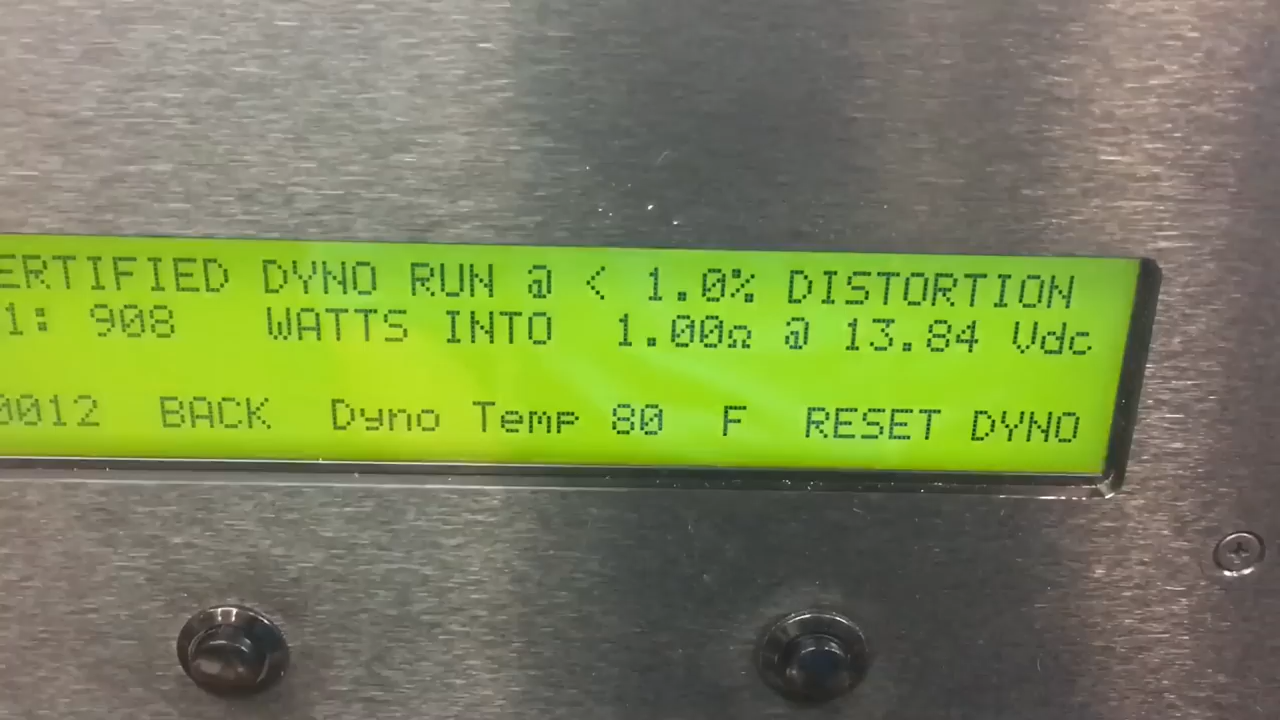 ERTIFIED DYNO RUN @ < 1.0% DISTORTION
1: 908 WATTS INTO 1.00Ω @ 13.84 Vdc
0012 BACK Dyno Temp 80 F RESET DYNO